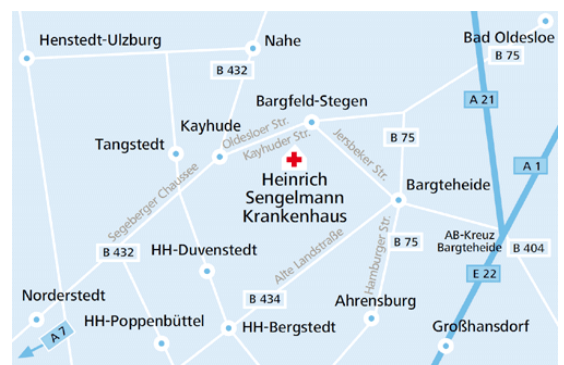 Bad Oldesloe
Henstedt-Ulzburg
Nahe
B 75
B 432
A 21
Bargfeld-Stegen
Kayhude
Oldesloer Str.
Kayhuder Str.
Jersbeker Str.
B 75
Tangstedt
A 1
Heinrich
Sengelmann
Krankenhaus
Bargteheide
Segeberger Chaussee
B 432
HH-Duvenstedt
Alte Landstraße
Hamburger Str.
B 75
AB-Kreuz
Bargteheide
B 404
E 22
Norderstedt
B 434
Ahrensburg
A 7
HH-Poppenbüttel
HH-Bergstedt
Großhansdorf